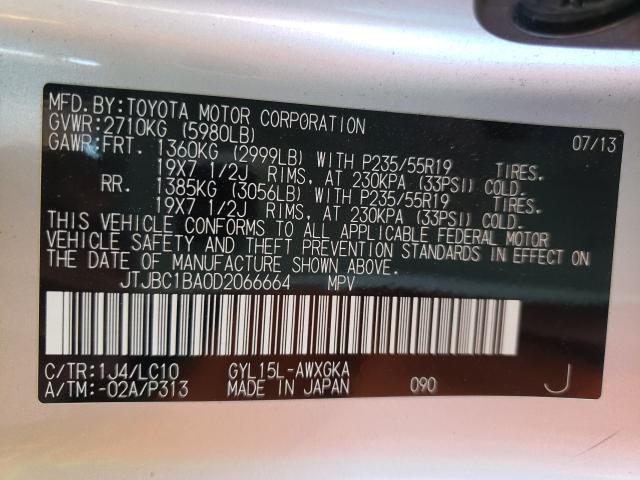 MFD.BY:TOYOTA MOTOR CORPORATION 07/13
GVWR:2710KG (5980LB)
GAWR:FRT. 1360KG (2999LB) WITH P235/55R19 TIRES.
19X7 1/2J RIMS, AT 230KPA (33PSI) COLD.
RR. 1385KG (3056LB) WITH P235/55R19 TIRES.
19X7 1/2J RIMS, AT 230KPA (33PSI) COLD.
THIS VEHICLE CONFORMS TO ALL APPLICABLE FEDERAL MOTOR
VEHICLE SAFETY AND THEFT PREVENTION STANDARDS IN EFFECT ON
THE DATE OF MANUFACTURE SHOWN ABOVE.
JTJBC1BA0D2066664 MPV
C/TR:1J4/LC10 GYL15L-AWXGKA
A/TM:-02A/P313 MADE IN JAPAN 090 J